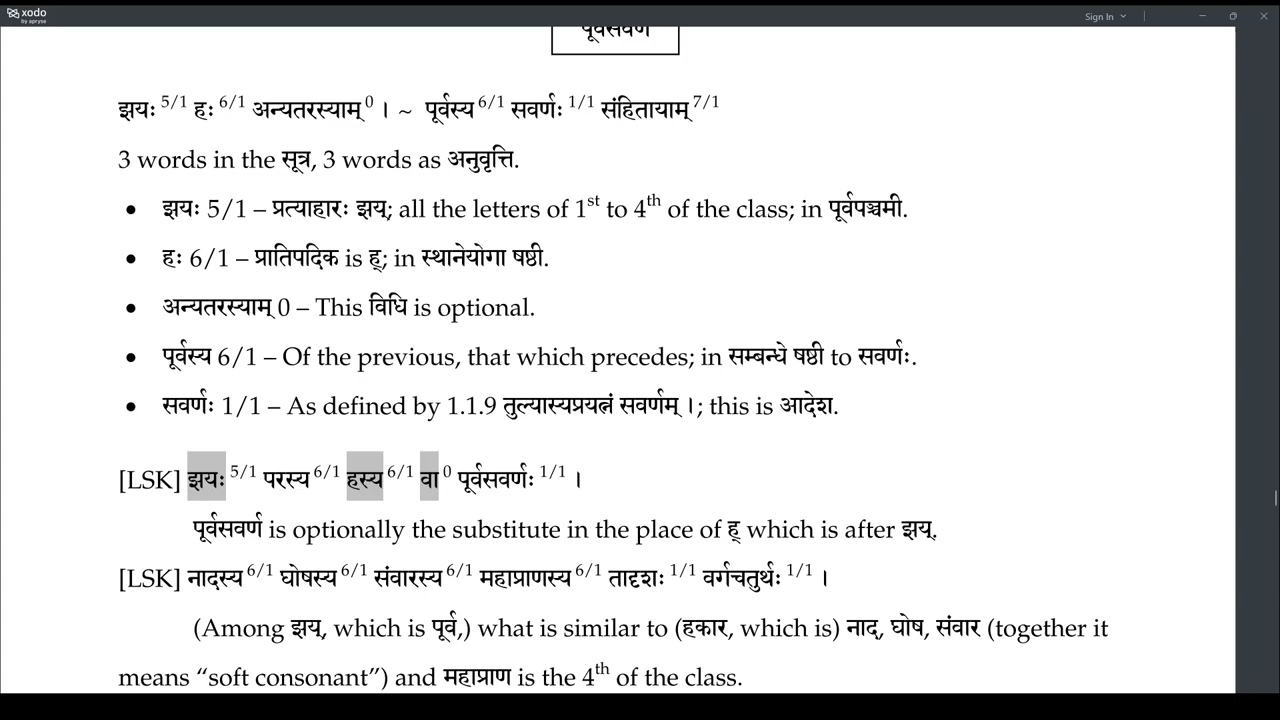 xodo
by apryse
Sign In
पूर्वसवर्ण
झयः 5/1 हः 6/1 अन्यतरस्याम् 0 । ~ पूर्वस्य 6/1 सवर्णः 1/1 संहितायाम् 7/1
3 words in the सूत्र, 3 words as अनुवृत्ति.
• झयः 5/1 – प्रत्याहारः झय्; all the letters of 1st to 4th of the class; in पूर्वपञ्चमी.
• हः 6/1 – प्रातिपदिक is ह्; in स्थानेयोगा षष्ठी.
• अन्यतरस्याम् 0 – This विधि is optional.
• पूर्वस्य 6/1 – Of the previous, that which precedes; in सम्बन्धे षष्ठी to सवर्णः.
• सवर्णः 1/1 – As defined by 1.1.9 तुल्यास्यप्रयत्नं सवर्णम् ।; this is आदेश.
[LSK] झयः 5/1 परस्य 6/1 हस्य 6/1 वा 0 पूर्वसवर्णः 1/1 ।
पूर्वसवर्ण is optionally the substitute in the place of ह् which is after झय्.
[LSK] नादस्य 6/1 घोषस्य 6/1 संवारस्य 6/1 महाप्राणस्य 6/1 तादृशः 1/1 वर्गचतुर्थः 1/1 ।
(Among झय्, which is पूर्व,) what is similar to (हकार, which is) नाद, घोष, संवार (together it
means “soft consonant”) and महाप्राण is the 4th of the class.